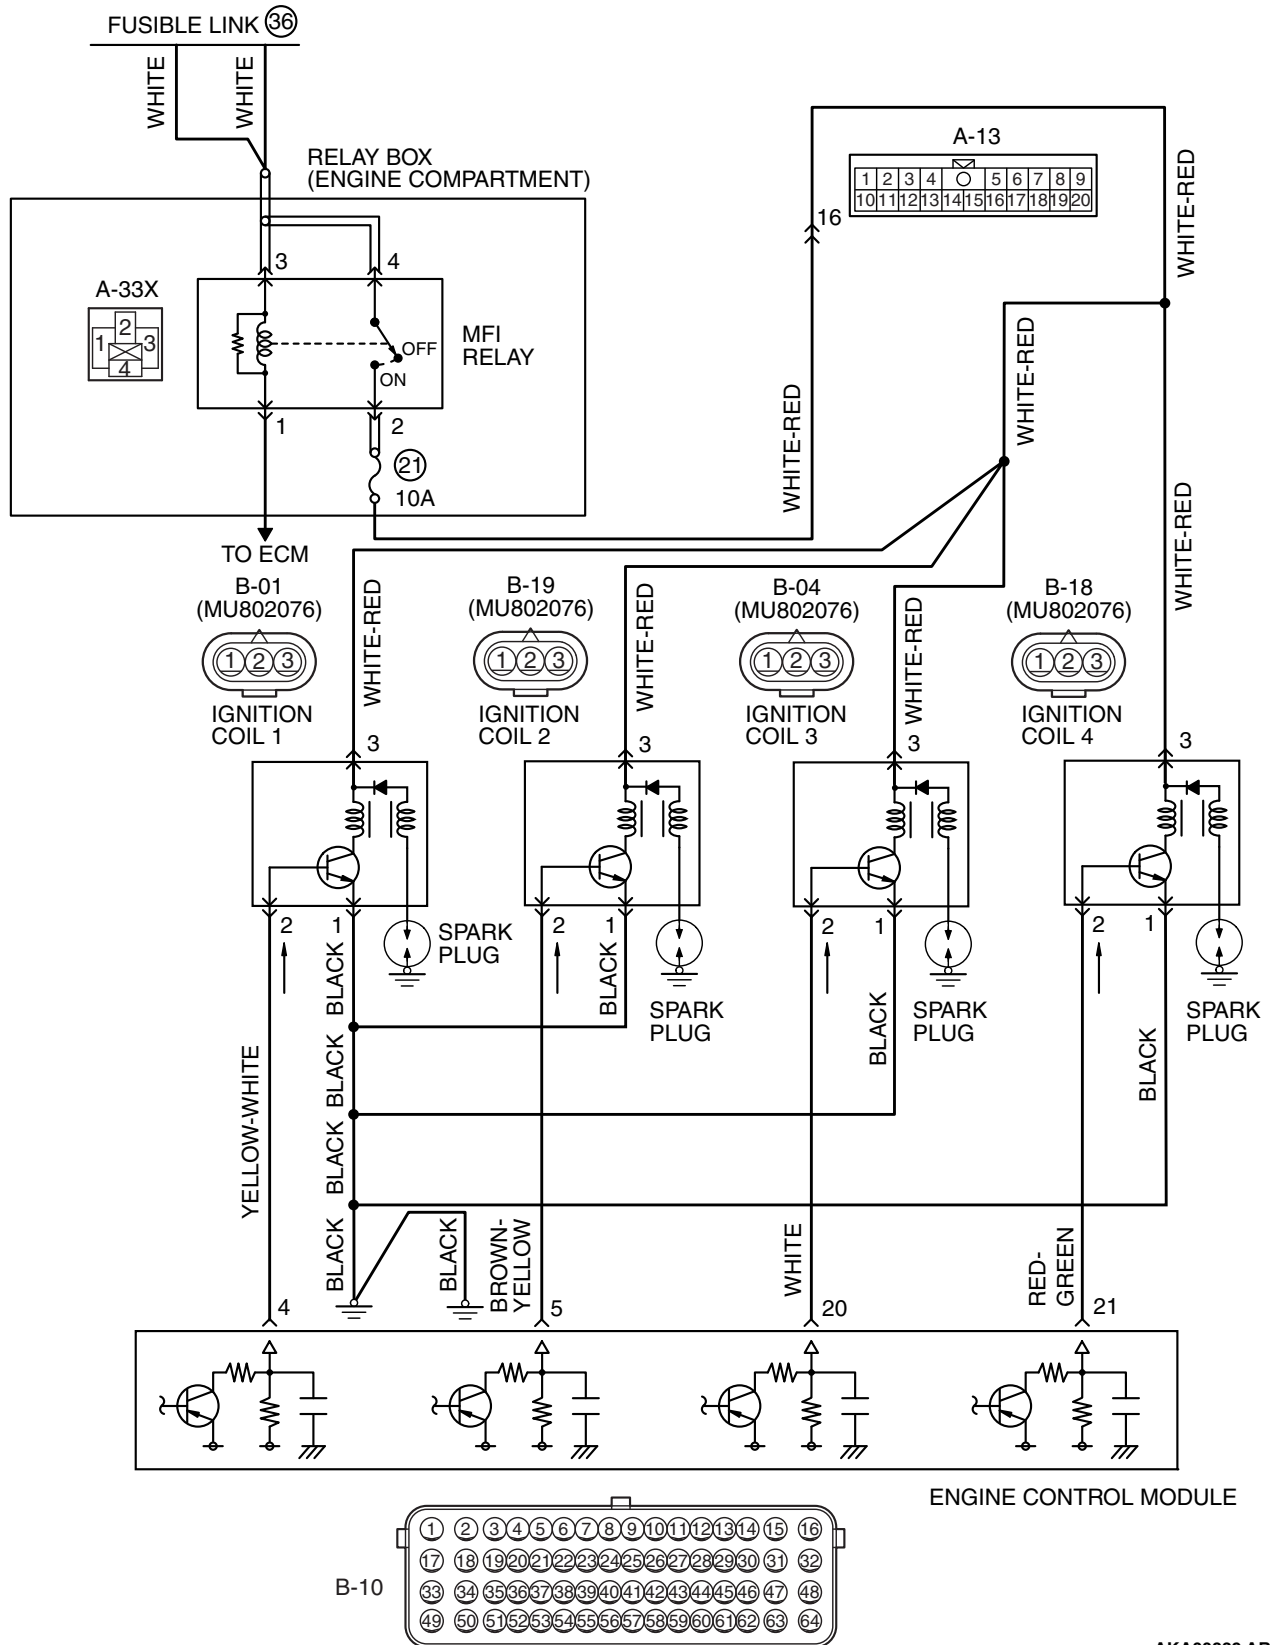 FUSIBLE LINK 36
WHITE
WHITE
RELAY BOX
(ENGINE COMPARTMENT)
A-13
1 2 3 4 5 6 7 8 9
10 11 12 13 14 15 16 17 18 19 20
16
WHITE-RED
3
4
A-33X
2
1 3
4
MFI
RELAY
OFF
ON
1
2
21
10A
TO ECM
WHITE-RED
WHITE-RED
WHITE-RED
B-01
(MU802076)
1 2 3
IGNITION
COIL 1
WHITE-RED
3
B-19
(MU802076)
1 2 3
IGNITION
COIL 2
WHITE-RED
3
B-04
(MU802076)
1 2 3
IGNITION
COIL 3
WHITE-RED
3
B-18
(MU802076)
1 2 3
IGNITION
COIL 4
3
2
1
SPARK
PLUG
2
1
SPARK
PLUG
2
1
SPARK
PLUG
2
1
SPARK
PLUG
BLACK
BLACK
BLACK
BLACK
YELLOW-WHITE
BLACK
BLACK
BLACK
BLACK
BROWN-
YELLOW
WHITE
RED-
GREEN
4
5
20
21
ENGINE CONTROL MODULE
B-10
1 2 3 4 5 6 7 8 9 10 11 12 13 14 15 16
17 18 19 20 21 22 23 24 25 26 27 28 29 30 31 32
33 34 35 36 37 38 39 40 41 42 43 44 45 46 47 48
49 50 51 52 53 54 55 56 57 58 59 60 61 62 63 64